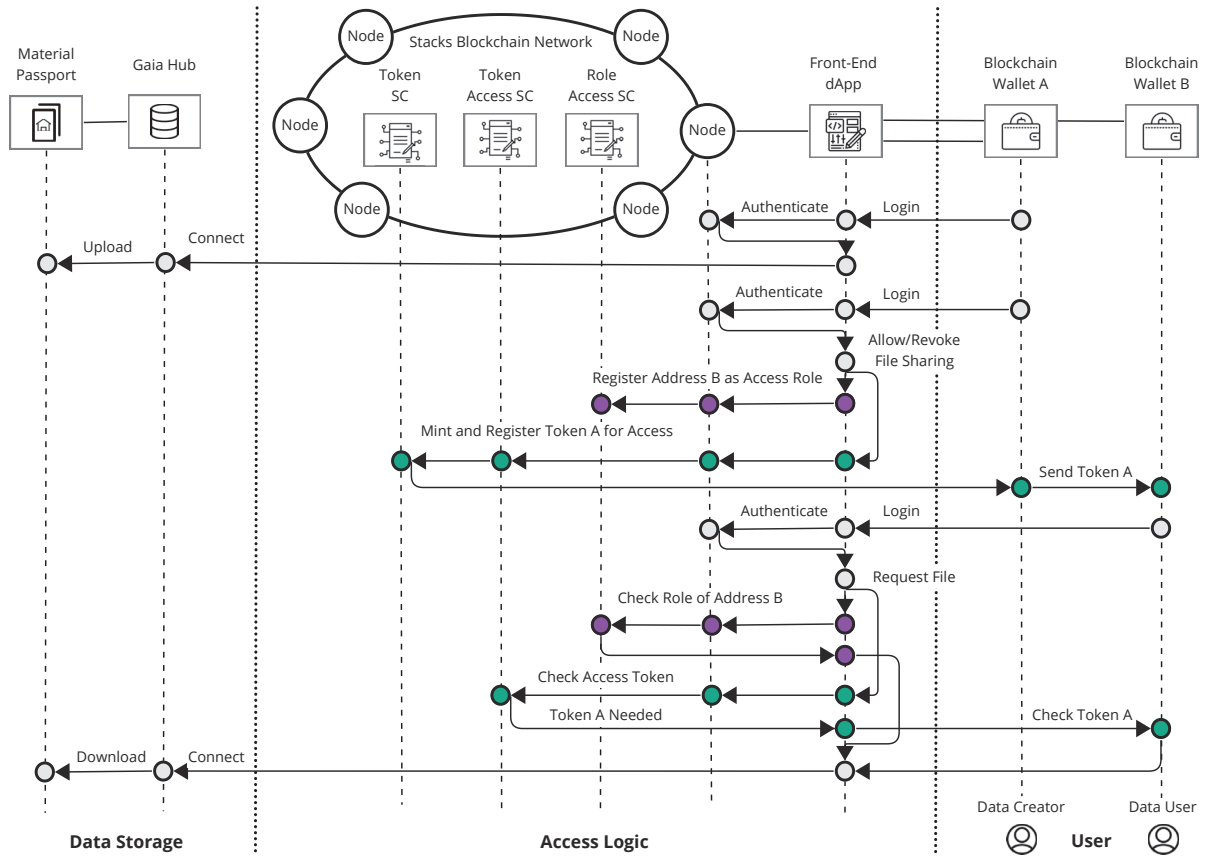 Material
Passport
Gaia Hub
Node
Stacks Blockchain Network
Node
Token
SC
Token
Access SC
Role
Access SC
Front-End
dApp
Blockchain
Wallet A
Blockchain
Wallet B
Node
Node
Node
Node
Authenticate
Login
Upload
Connect
Authenticate
Login
Allow/Revoke
File Sharing
Register Address B as Access Role
Mint and Register Token A for Access
Send Token A
Authenticate
Login
Request File
Check Role of Address B
Check Access Token
Token A Needed
Check Token A
Download
Connect
Data Creator
Data User
Data Storage
Access Logic
User